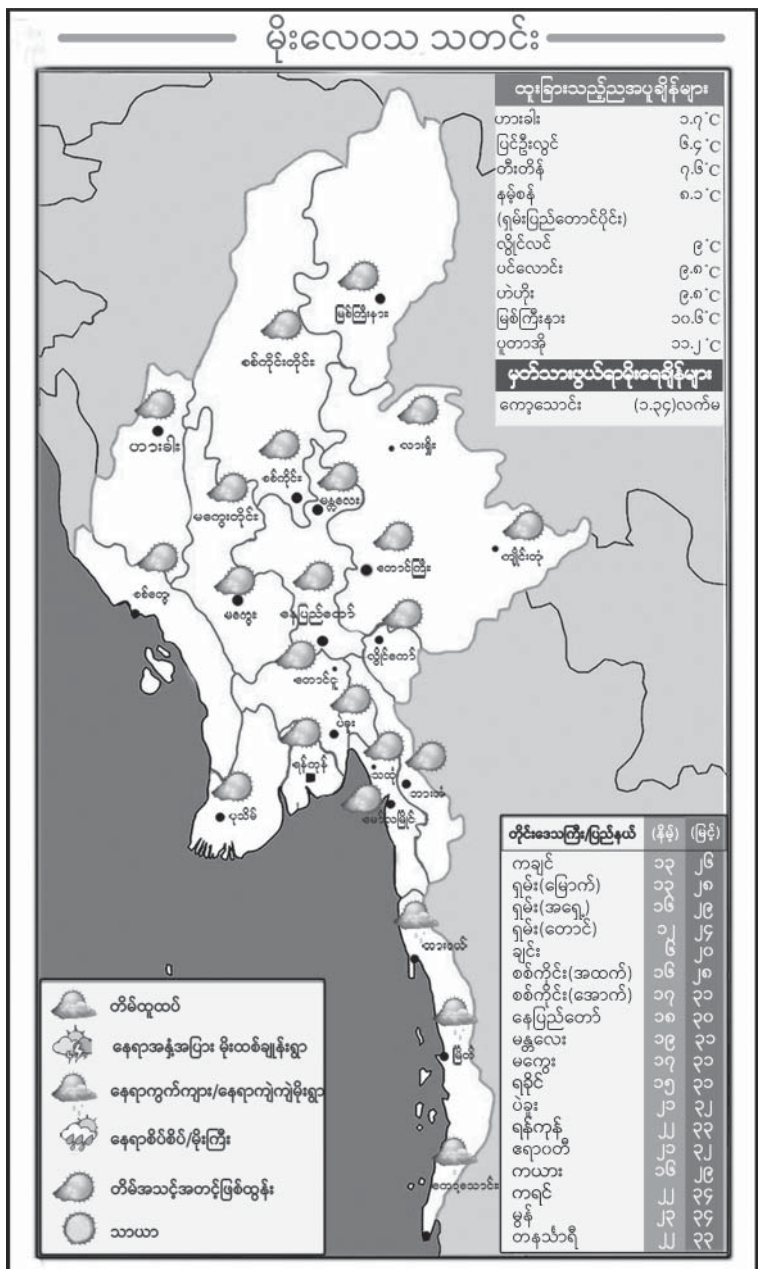 မိုးလေဝသ သတင်း
ထူးခြားသည့်ညအပူချိန်များ
ဟားခါး ၁.၇°C
ပြင်ဦးလွင် ၆.၄°C
တီးတိန် ၇.၆°C
နမ့်စန် ၈.၁°C
(ရှမ်းပြည်တောင်ပိုင်း)
လွိုင်လင် ၉°C
ပင်လောင်း ၉.၈°C
ဟဲဟိုး ၉.၈°C
မြစ်ကြီးနား ၁၀.၆°C
ပူတာအို ၁၁.၂°C
မှတ်သားဖွယ်ရာမိုးရေချိန်များ
ကော့သောင်း (၁.၃၄)လက်မ
မြစ်ကြီးနား
စစ်ကိုင်းတိုင်း
ဟားခါး
လားရှိုး
စစ်ကိုင်း
မန္တလေး
မကွေးတိုင်း
ကျိုင်းတုံ
တောင်ကြီး
စစ်တွေ
မကွေး
နေပြည်တော်
လွိုင်ကော်
တောင်ငူ
ပဲခူး
ရန်ကုန်
သထုံ
ဘားအံ
ပုသိမ်
မော်လမြိုင်
ထားဝယ်
မြိတ်
ကော့သောင်း
တိမ်ထူထပ်
နေရာအနှံ့အပြား မိုးထစ်ချုန်းရွာ
နေရာကွက်ကျား/နေရာကျဲကျဲမိုးရွာ
နေရာစိပ်စိပ်/မိုးကြီး
တိမ်အသင့်အတင့်ဖြစ်ထွန်း
သာယာ
တိုင်းဒေသကြီး/ပြည်နယ် (နိမ့်) (မြင့်)
ကချင် ၁၃ ၂၆
ရှမ်း(မြောက်) ၁၃ ၂၈
ရှမ်း(အရှေ့) ၁၆ ၂၉
ရှမ်း(တောင်) ၁၂ ၂၄
ချင်း ၆ ၂၀
စစ်ကိုင်း(အထက်) ၁၆ ၂၈
စစ်ကိုင်း(အောက်) ၁၇ ၃၁
နေပြည်တော် ၁၈ ၃၀
မန္တလေး ၁၉ ၃၁
မကွေး ၁၇ ၃၁
ရခိုင် ၁၅ ၃၁
ပဲခူး ၂၁ ၃၂
ရန်ကုန် ၂၂ ၃၃
ဧရာဝတီ ၂၁ ၃၂
ကယား ၁၆ ၂၉
ကရင် ၂၂ ၃၄
မွန် ၂၃ ၃၄
တနင်္သာရီ ၂၂ ၃၃